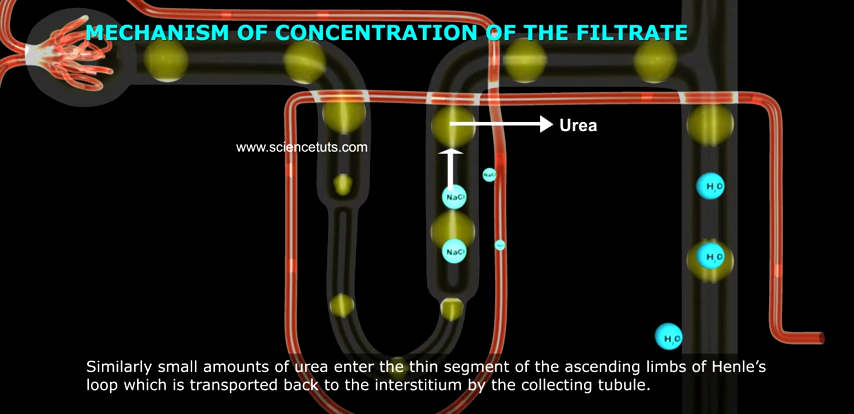 MECHANISM OF CONCENTRATION OF THE FILTRATE
Urea
www.sciencetuts.com
NaCl
NaCl
H2O
NaCl
H2O
H2O
Similarly small amounts of urea enter the thin segment of the ascending limbs of Henle’s
loop which is transported back to the interstitium by the collecting tubule.